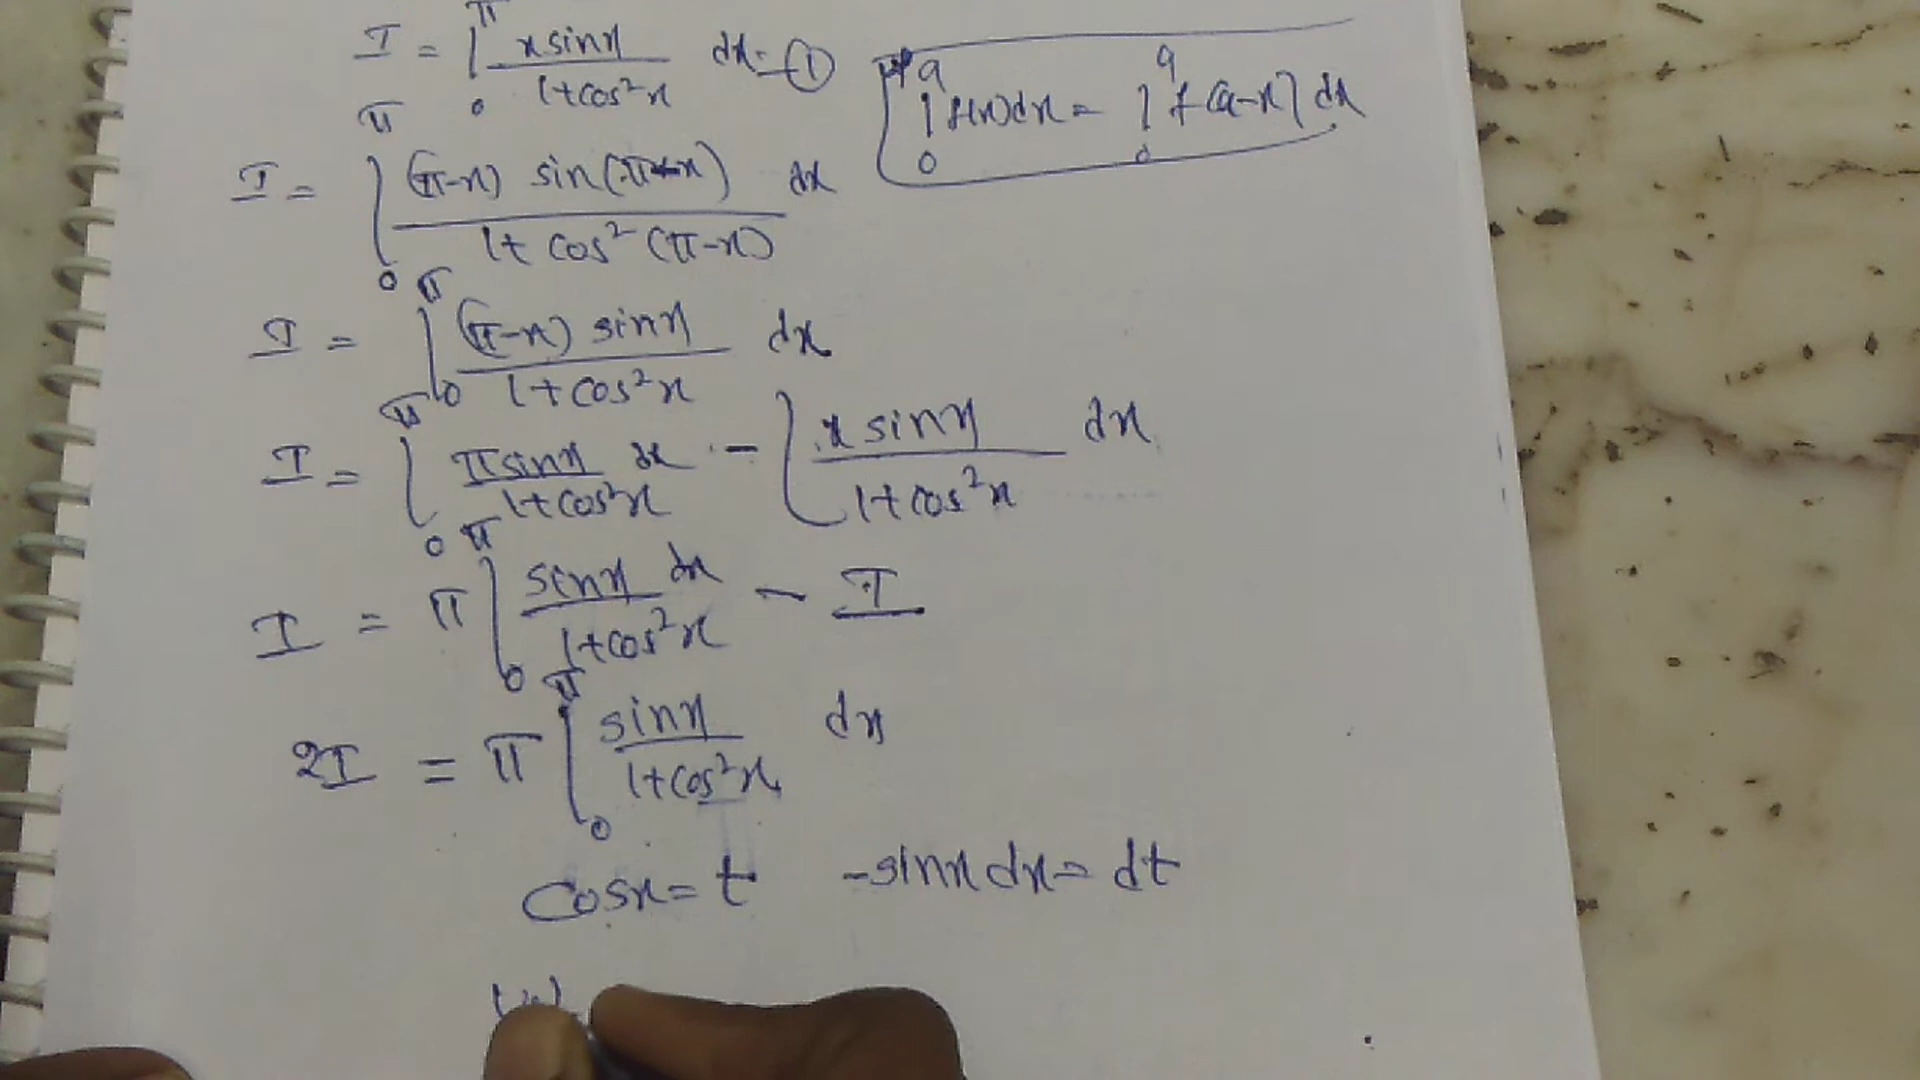 I = ∫₀^π x sinx / 1+cos²x dx - ①
∫₀^a f(x)dx = ∫₀^a f(a-x) dx
I = ∫₀^π (π-x) sin(π-x) / 1+cos²(π-x) dx
I = ∫₀^π (π-x) sinx / 1+cos²x dx
I = ∫₀^π πsinx / 1+cos²x dx - ∫ x sinx / 1+cos²x dx
I = π ∫₀^π sinx dx / 1+cos²x - I
2I = π ∫₀^π sinx / 1+cos²x dx
cosx = t -sinx dx = dt